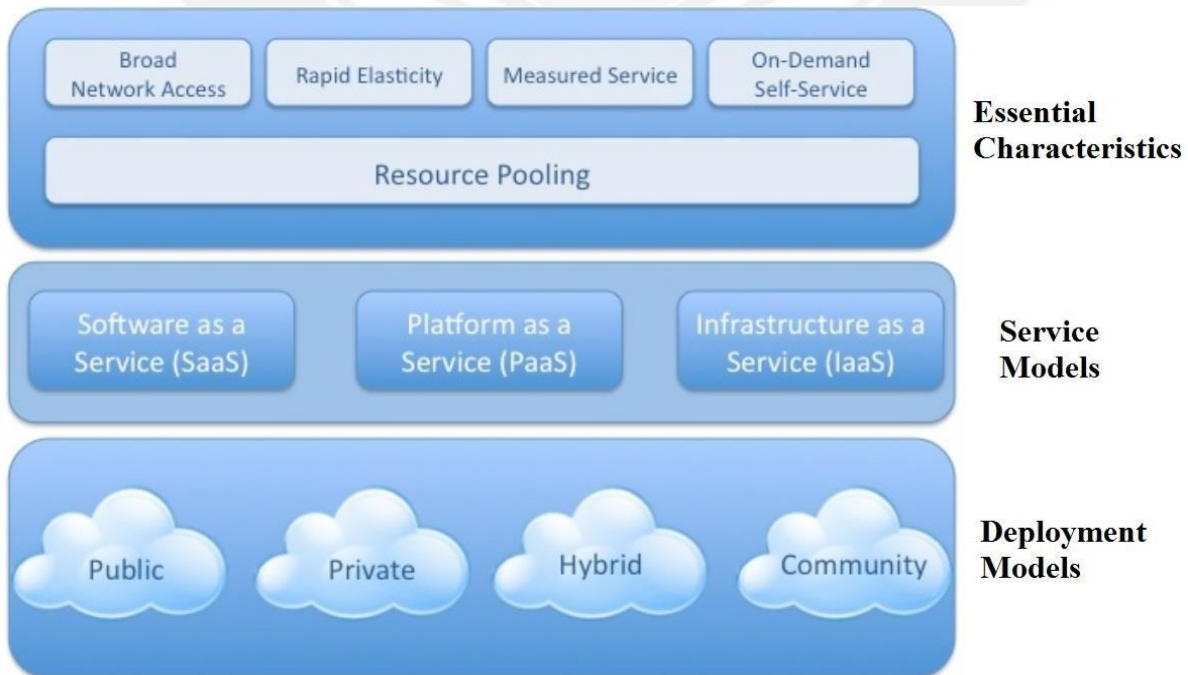 Broad
Network Access
Rapid Elasticity
Measured Service
On-Demand
Self-Service
Resource Pooling
Essential
Characteristics
Software as a
Service (SaaS)
Platform as a
Service (PaaS)
Infrastructure as a
Service (IaaS)
Service
Models
Public
Private
Hybrid
Community
Deployment
Models